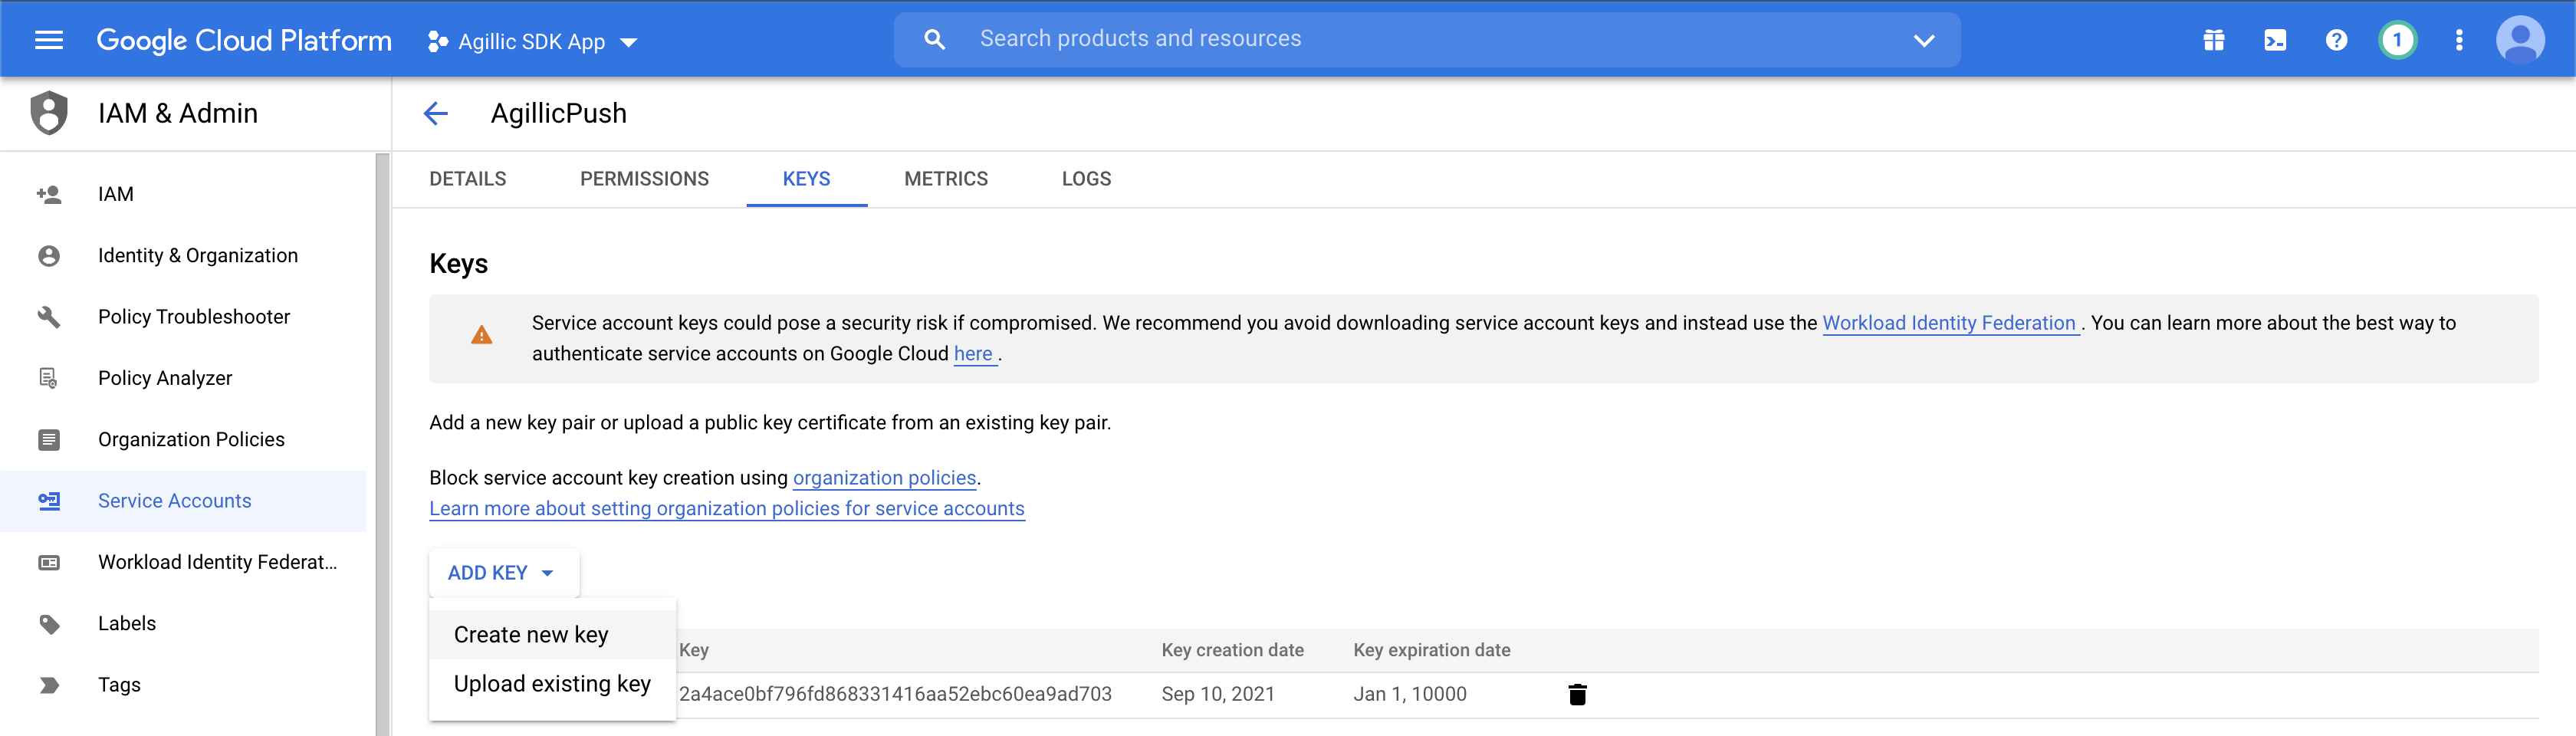 Google Cloud Platform
Agillic SDK App
Search products and resources
1
IAM & Admin
AgillicPush
IAM
Identity & Organization
Policy Troubleshooter
Policy Analyzer
Organization Policies
Service Accounts
Workload Identity Federat...
Labels
Tags
DETAILS PERMISSIONS KEYS METRICS LOGS
Keys
Service account keys could pose a security risk if compromised. We recommend you avoid downloading service account keys and instead use the Workload Identity Federation . You can learn more about the best way to
authenticate service accounts on Google Cloud here .
Add a new key pair or upload a public key certificate from an existing key pair.
Block service account key creation using organization policies.
Learn more about setting organization policies for service accounts
ADD KEY
Create new key
Upload existing key
Key Key creation date Key expiration date
2a4ace0bf796fd868331416aa52ebc60ea9ad703 Sep 10, 2021 Jan 1, 10000